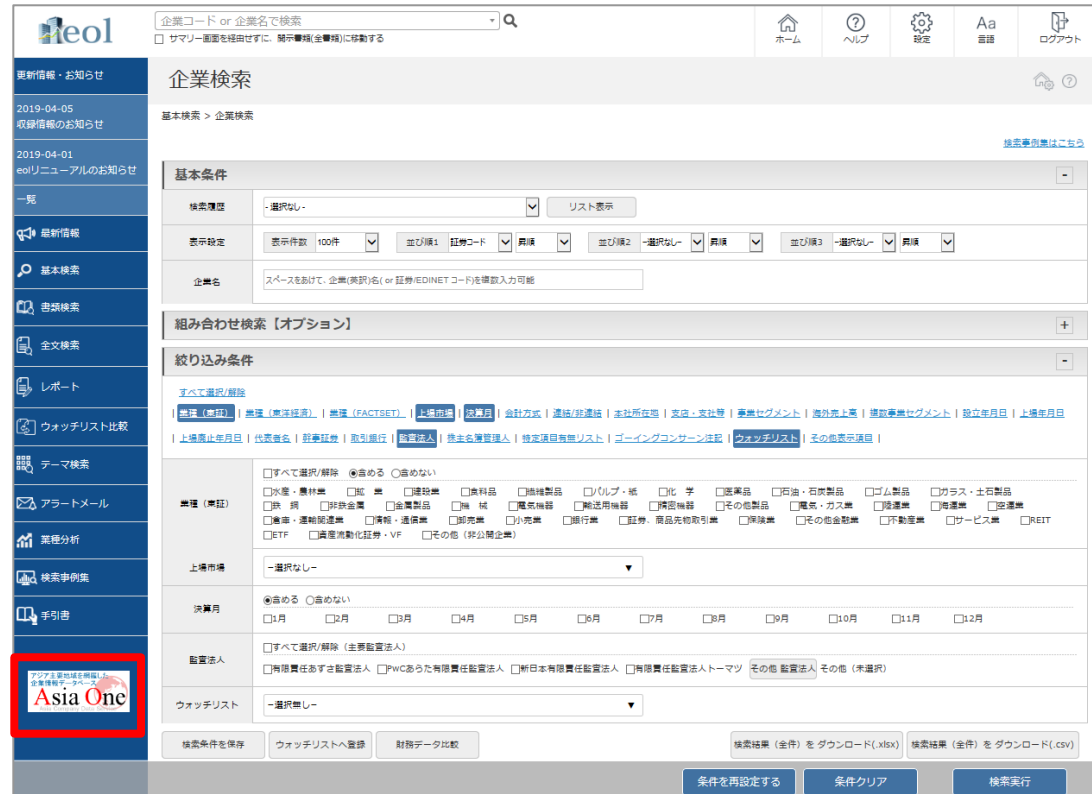 eol
企業コード or 企業名で検索
サマリー画面を経由せずに、開示書類(全書類)に移動する
ホーム
ヘルプ
設定
Aa
言語
ログアウト
更新情報・お知らせ
2019-04-05
収録情報のお知らせ
2019-04-01
eolリニューアルのお知らせ
一覧
最新情報
基本検索
書類検索
全文検索
レポート
ウォッチリスト比較
テーマ検索
アラートメール
業種分析
検索事例集
手引書
アジア主要地域を網羅した
企業情報データベース
Asia One
企業検索
基本検索 > 企業検索
検索事例集はこちら
基本条件
-
検索履歴
- 選択なし -
リスト表示
表示設定
表示件数 100件 並び順1 証券コード 昇順 並び順2 -選択なし- 昇順 並び順3 -選択なし- 昇順
企業名
スペースをあけて、企業(英訳)名( or 証券/EDINETコード)を複数入力可能
組み合わせ検索【オプション】
+
絞り込み条件
-
すべて選択/解除
| 業種（東証） | 業種（東洋経済） | 業種（FACTSET） | 上場市場 | 決算月 | 会計方式 | 連結/非連結 | 本社所在地 | 支店・支社等 | 事業セグメント | 海外売上高 | 複数事業セグメント | 設立年月日 | 上場年月日
| 上場廃止年月日 | 代表者名 | 幹事証券 | 取引銀行 | 監査法人 | 株主名簿管理人 | 特定項目有無リスト | ゴーイングコンサーン注記 | ウォッチリスト | その他表示項目 |
業種（東証）
すべて選択/解除 含める 含めない
水産・農林業 鉱 業 建設業 食料品 繊維製品 パルプ・紙 化 学 医薬品 石油・石炭製品 ゴム製品 ガラス・土石製品
鉄 鋼 非鉄金属 金属製品 機 械 電気機器 輸送用機器 精密機器 その他製品 電気・ガス業 陸運業 海運業 空運業
倉庫・運輸関連業 情報・通信業 卸売業 小売業 銀行業 証券、商品先物取引業 保険業 その他金融業 不動産業 サービス業 REIT
ETF 資産流動化証券・VF その他（非公開企業）
上場市場
-選択なし-
決算月
含める 含めない
1月 2月 3月 4月 5月 6月 7月 8月 9月 10月 11月 12月
監査法人
すべて選択/解除（主要監査法人）
有限責任あずさ監査法人 PwCあらた有限責任監査法人 新日本有限責任監査法人 有限責任監査法人トーマツ その他 監査法人 その他（未選択）
ウォッチリスト
-選択無し-
検索条件を保存
ウォッチリストへ登録
財務データ比較
検索結果（全件）を ダウンロード(.xlsx)
検索結果（全件）を ダウンロード(.csv)
条件を再設定する
条件クリア
検索実行